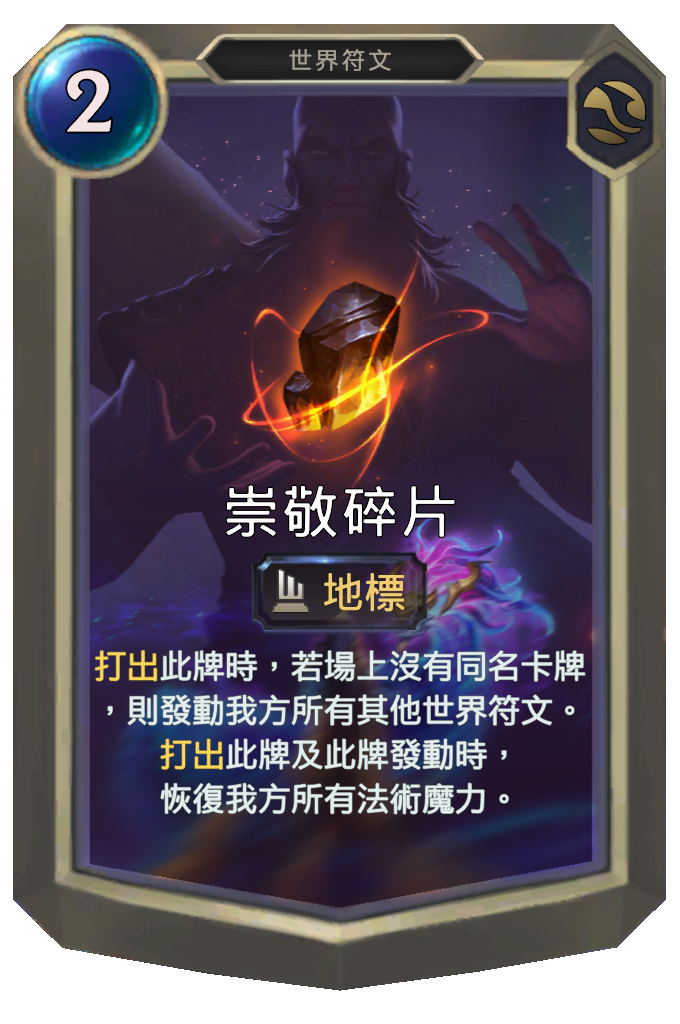 世界符文
2
崇敬碎片
地標
打出此牌時，若場上沒有同名卡牌
，則發動我方所有其他世界符文。
打出此牌及此牌發動時，
恢復我方所有法術魔力。